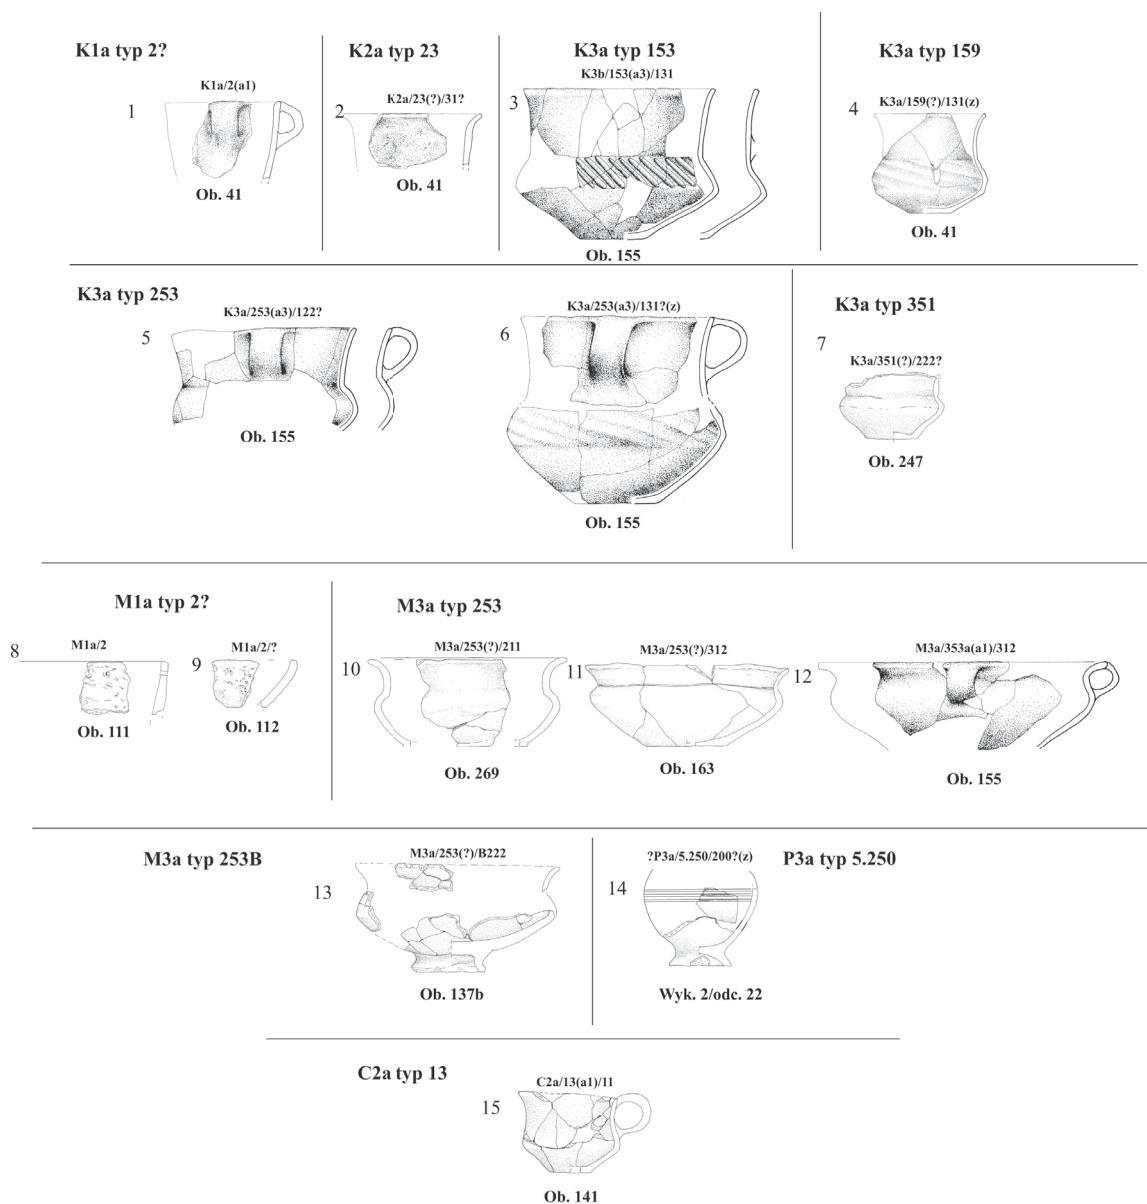 K1a typ 2?
K1a/2(a1)
1
Ob. 41
K2a typ 23
K2a/23(?)/31?
2
Ob. 41
K3a typ 153
K3b/153(a3)/131
3
Ob. 155
K3a typ 159
K3a/159(?)/131(z)
4
Ob. 41
K3a typ 253
K3a/253(a3)/122?
5
Ob. 155
K3a/253(a3)/131?(z)
6
Ob. 155
K3a typ 351
7
K3a/351(?)/222?
Ob. 247
M1a typ 2?
M1a/2
8
Ob. 111
M1a/2/?
9
Ob. 112
M3a typ 253
M3a/253(?)/211
10
Ob. 269
M3a/253(?)/312
11
Ob. 163
M3a/353a(a1)/312
12
Ob. 155
M3a typ 253B
M3a/253(?)/B222
13
Ob. 137b
?P3a/5.250/200?(z)
P3a typ 5.250
14
Wyk. 2/odc. 22
C2a typ 13
C2a/13(a1)/11
15
Ob. 141